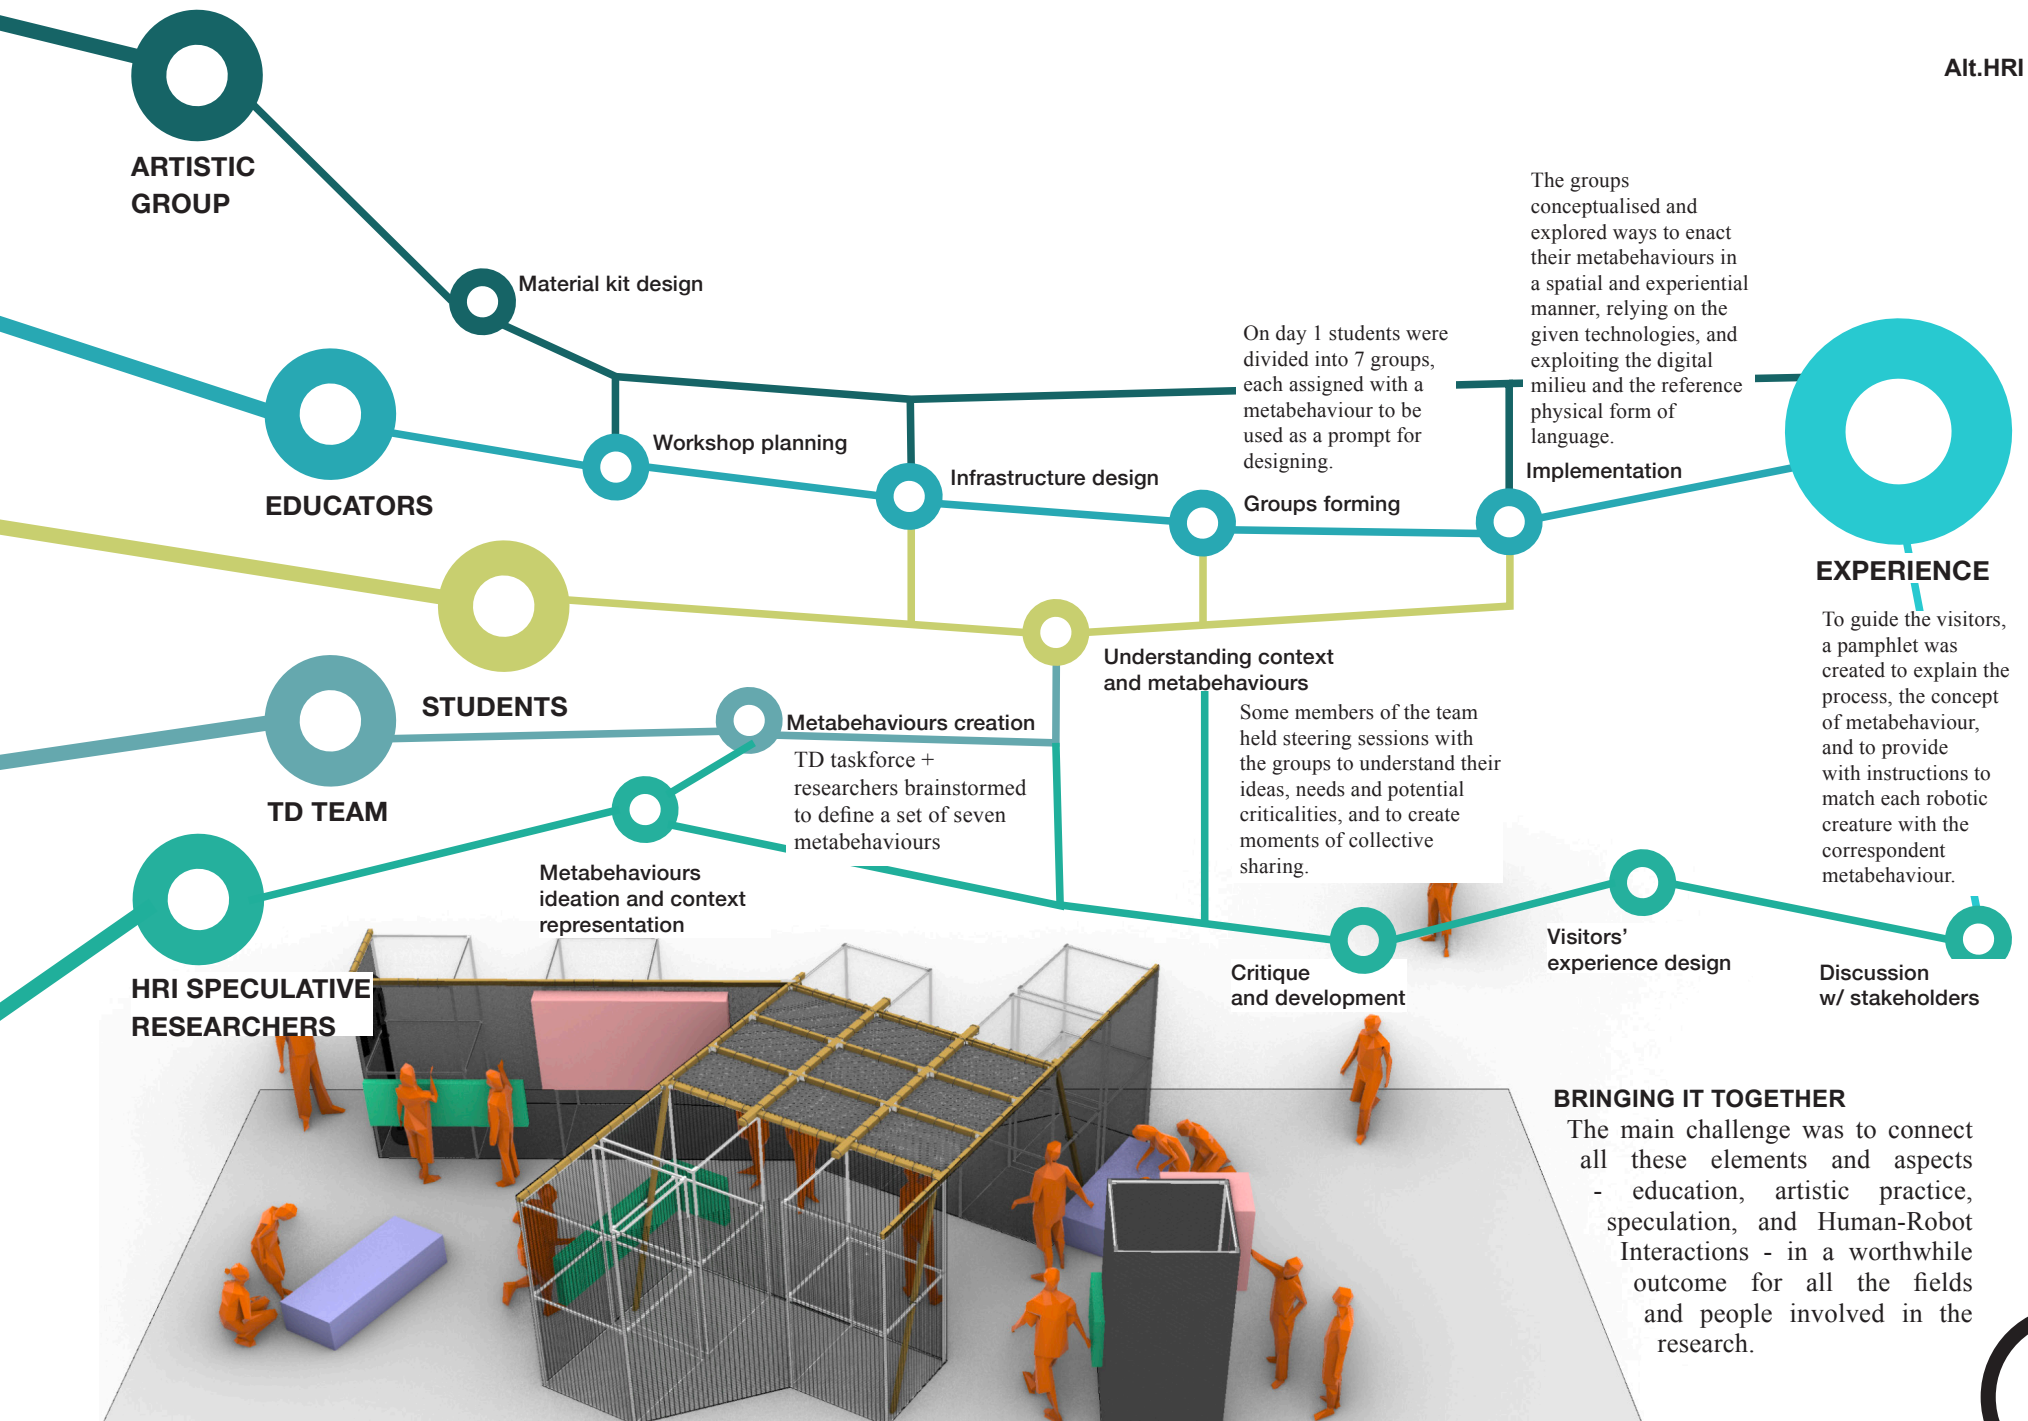 Alt.HRI
ARTISTIC
GROUP
Material kit design
The groups
conceptualised and
explored ways to enact
their metabehaviours in
a spatial and experiential
manner, relying on the
given technologies, and
exploiting the digital
milieu and the reference
physical form of
language.
On day 1 students were
divided into 7 groups,
each assigned with a
metabehaviour to be
used as a prompt for
designing.
EDUCATORS
Workshop planning
Infrastructure design
Groups forming
Implementation
EXPERIENCE
To guide the visitors,
a pamphlet was
created to explain the
process, the concept
of metabehaviour,
and to provide
with instructions to
match each robotic
creature with the
correspondent
metabehaviour.
STUDENTS
Understanding context
and metabehaviours
Some members of the team
held steering sessions with
the groups to understand their
ideas, needs and potential
criticalities, and to create
moments of collective
sharing.
TD TEAM
Metabehaviours creation
TD taskforce +
researchers brainstormed
to define a set of seven
metabehaviours
HRI SPECULATIVE
RESEARCHERS
Metabehaviours
ideation and context
representation
Critique
and development
Visitors’
experience design
Discussion
w/ stakeholders
BRINGING IT TOGETHER
The main challenge was to connect
all these elements and aspects
- education, artistic practice,
speculation, and Human-Robot
Interactions - in a worthwhile
outcome for all the fields
and people involved in the
research.